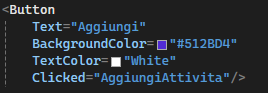 <Button
Text="Aggiungi"
BackgroundColor="#512BD4"
TextColor="White"
Clicked="AggiungiAttivita"/>